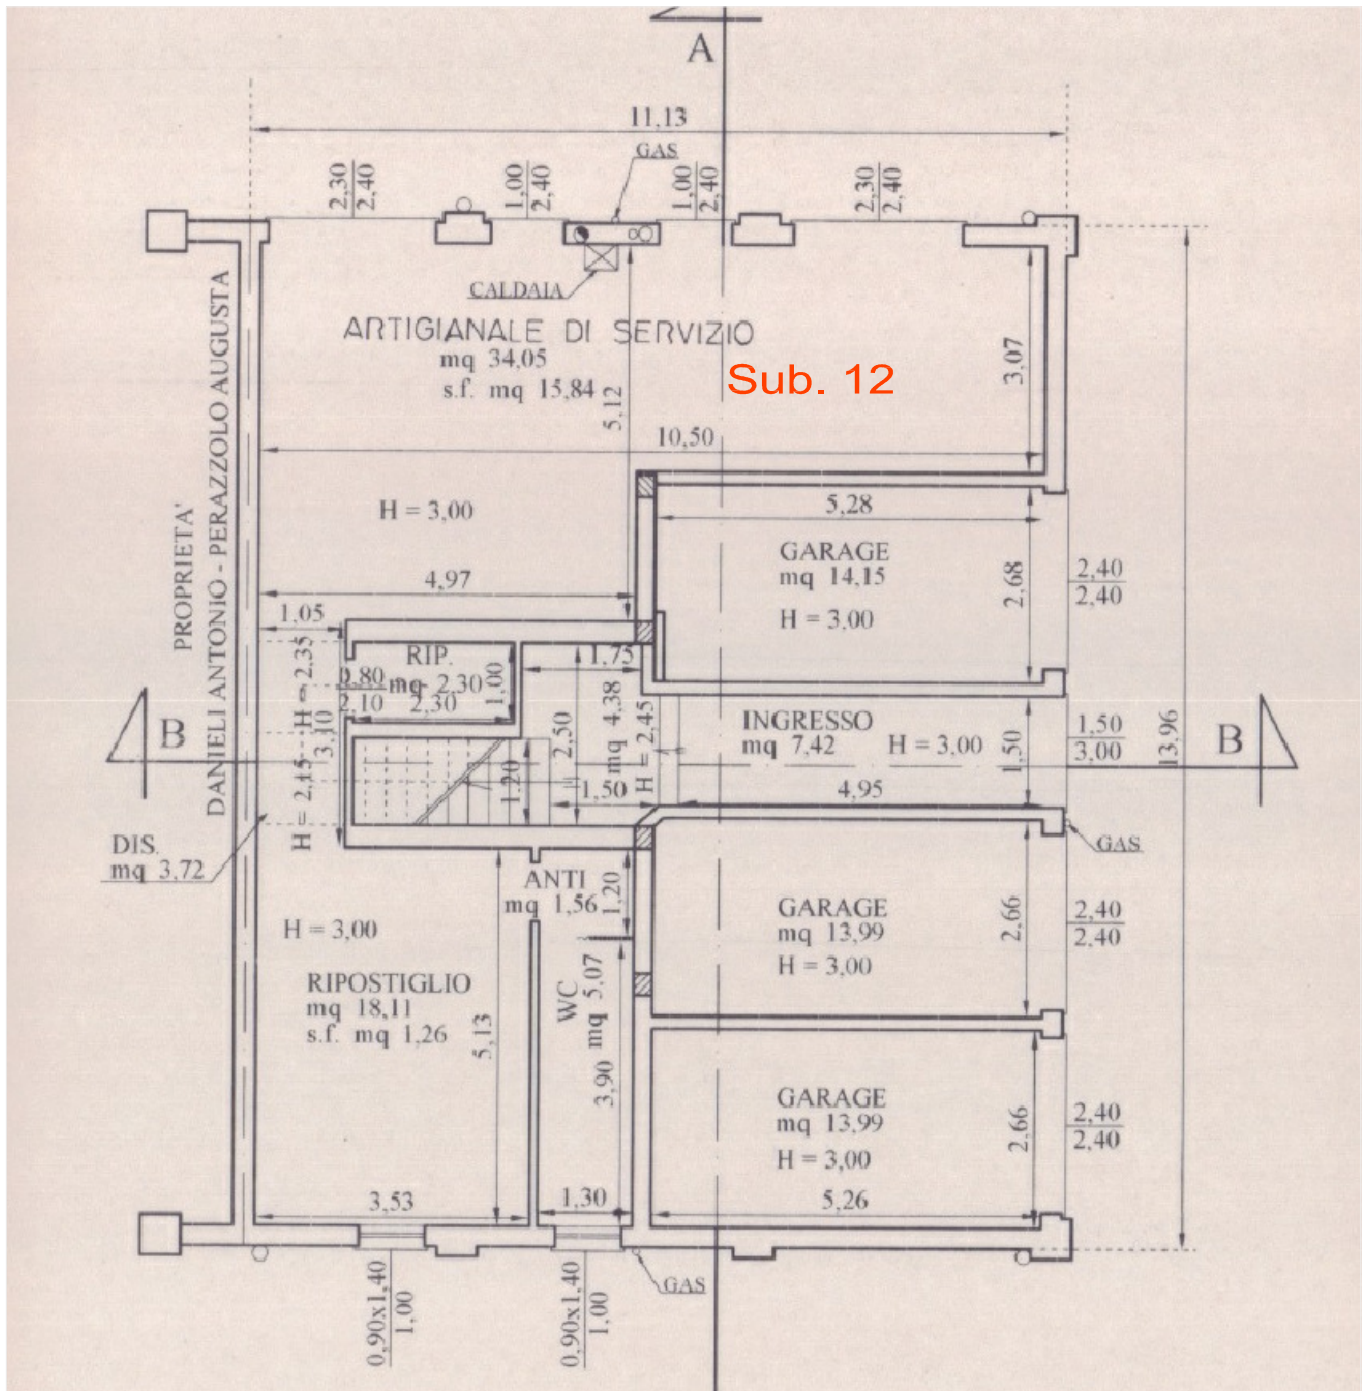 A
11,13
GAS
2,30
2,40
1,00
2,40
1,00
2,40
2,30
2,40
CALDAIA
ARTIGIANALE DI SERVIZIO
mq 34,05
s.f. mq 15,84
Sub. 12
5,12
3,07
10,50
H = 3,00
5,28
GARAGE
mq 14,15
H = 3,00
2,68
2,40
2,40
4,97
1,05
PROPRIETA'
DANIELI ANTONIO - PERAZZOLO AUGUSTA
H = 2,35
RIP.
mq 2,30
0,80
2,10
2,30
1,00
1,75
mq 4,38
H = 2,45
2,50
3,10
H = 2,15
1,20
1,50
INGRESSO
mq 7,42
H = 3,00
4,95
1,50
1,50
3,00
13,96
B
B
DIS.
mq 3,72
GAS
ANTI
mq 1,56
1,20
H = 3,00
RIPOSTIGLIO
mq 18,11
s.f. mq 1,26
5,13
WC
mq 5,07
3,90
GARAGE
mq 13,99
H = 3,00
2,66
2,40
2,40
GARAGE
mq 13,99
H = 3,00
2,66
2,40
2,40
3,53
1,30
5,26
GAS
0,90x1,40
1,00
0,90x1,40
1,00